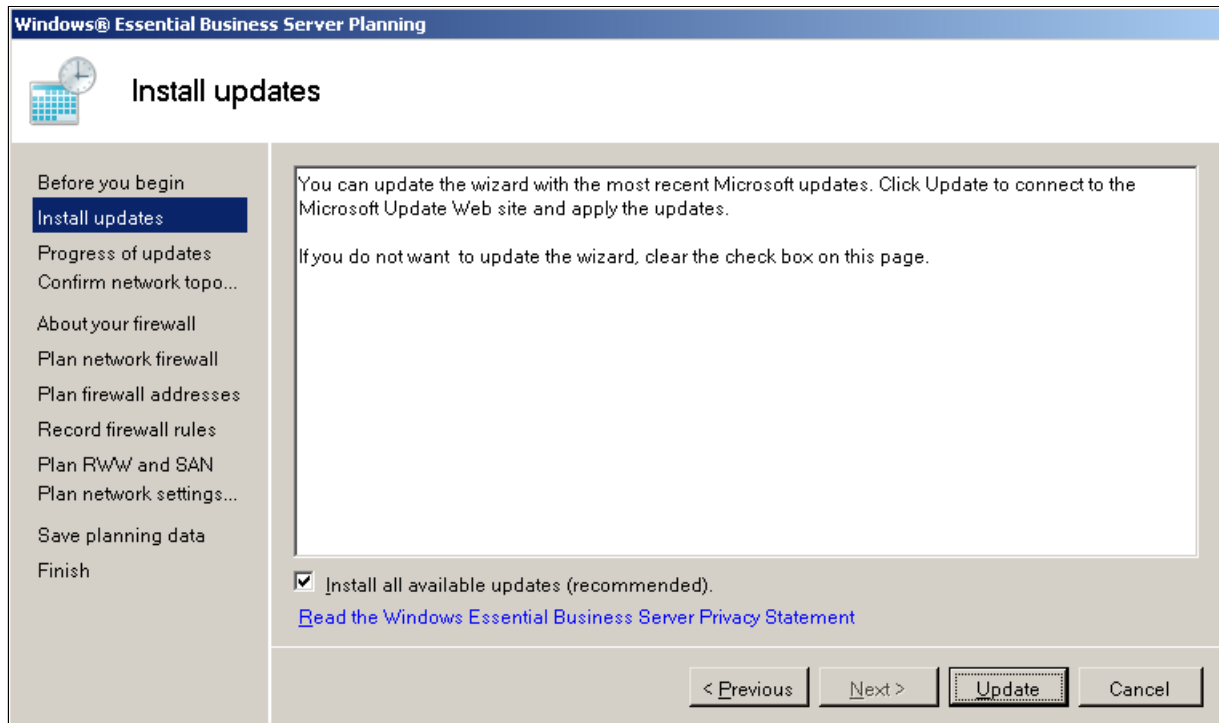 Windows® Essential Business Server Planning
Install updates
Before you begin
Install updates
Progress of updates
Confirm network topo...
About your firewall
Plan network firewall
Plan firewall addresses
Record firewall rules
Plan RWW and SAN
Plan network settings...
Save planning data
Finish
You can update the wizard with the most recent Microsoft updates. Click Update to connect to the
Microsoft Update Web site and apply the updates.
If you do not want to update the wizard, clear the check box on this page.
Install all available updates (recommended).
Read the Windows Essential Business Server Privacy Statement
< Previous
Next >
Update
Cancel